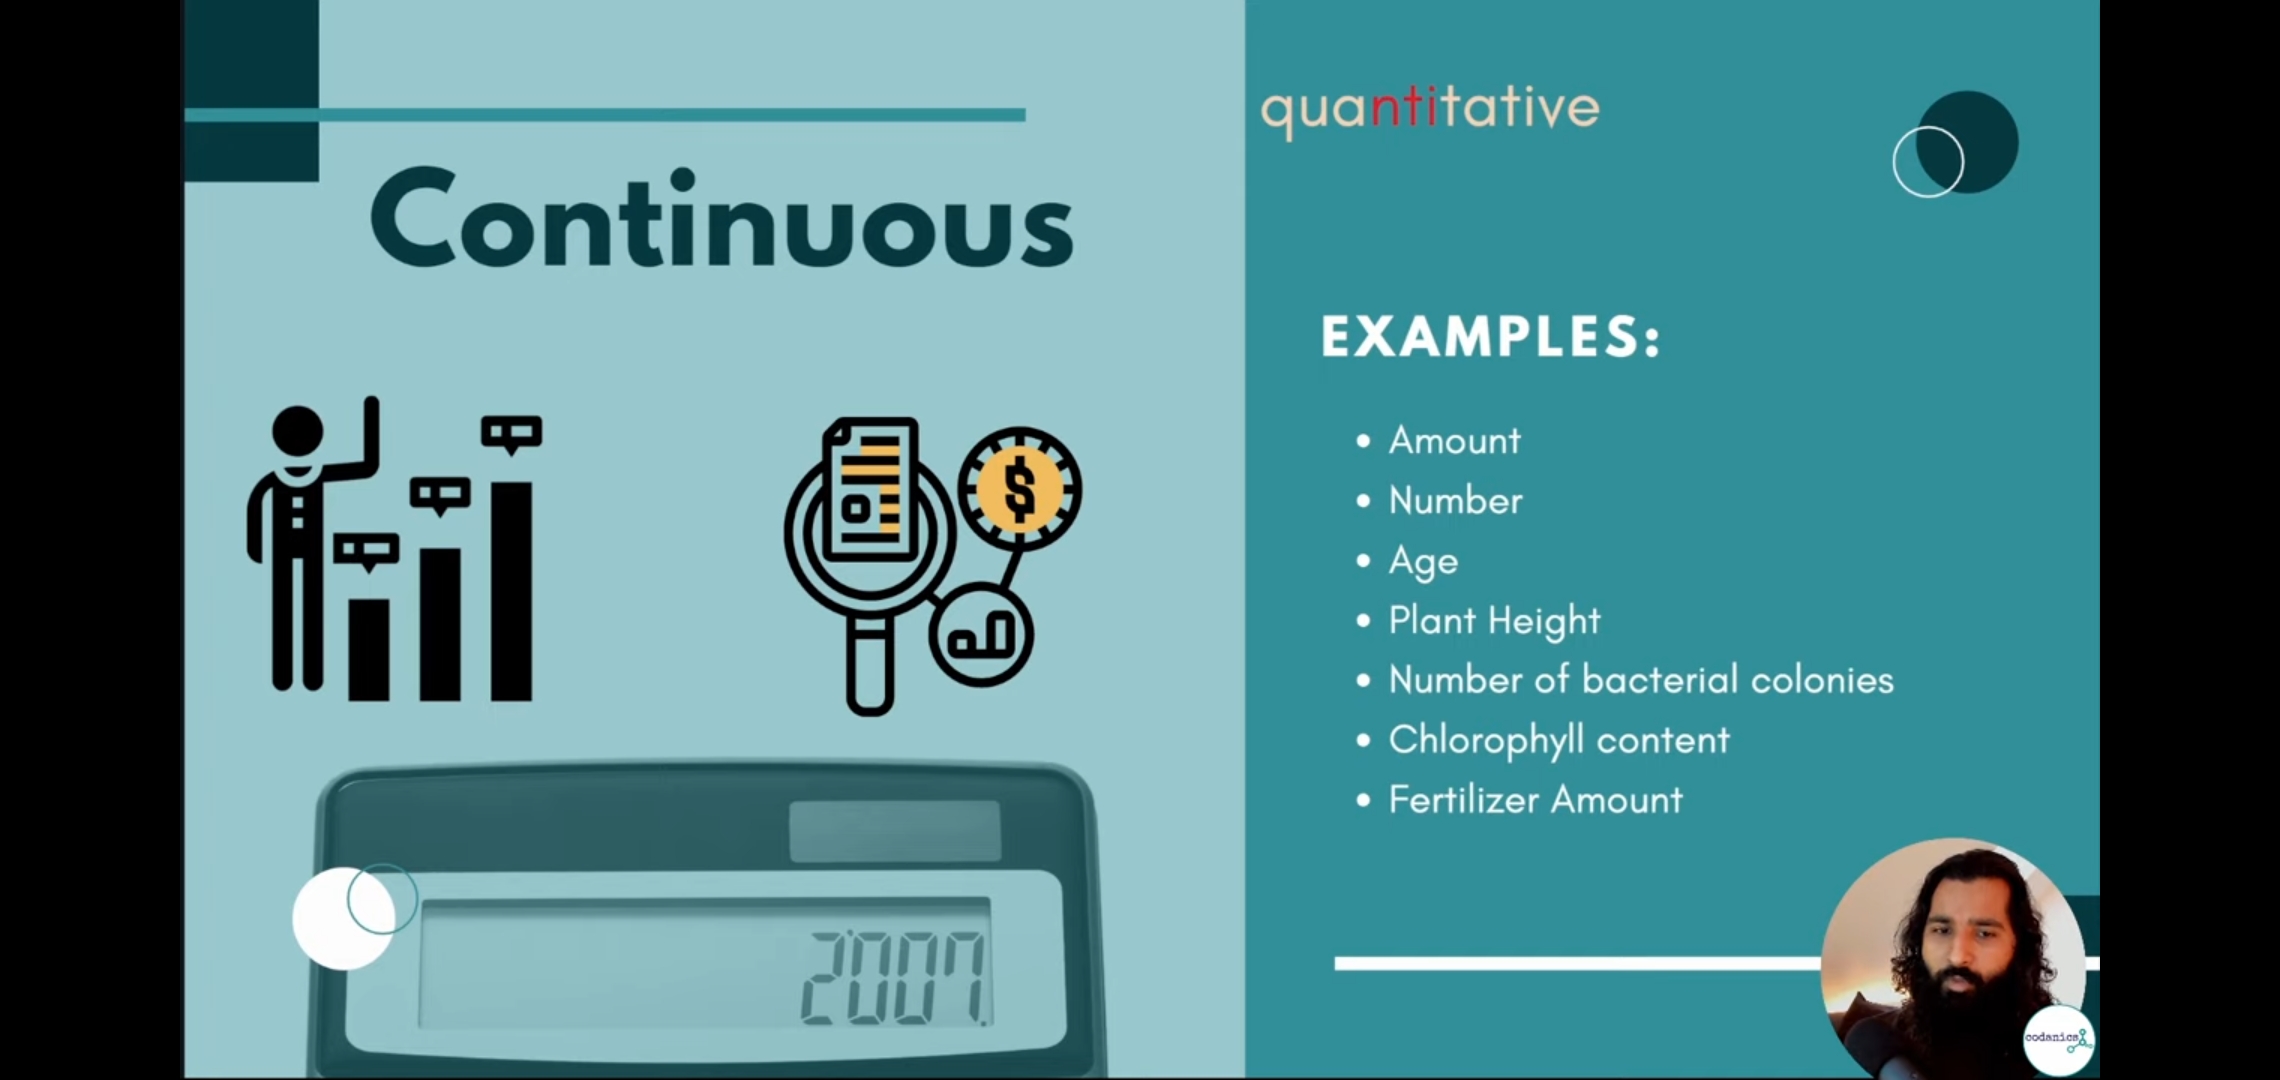 Continuous
2007.
quantitative
EXAMPLES:
• Amount
• Number
• Age
• Plant Height
• Number of bacterial colonies
• Chlorophyll content
• Fertilizer Amount
codanics